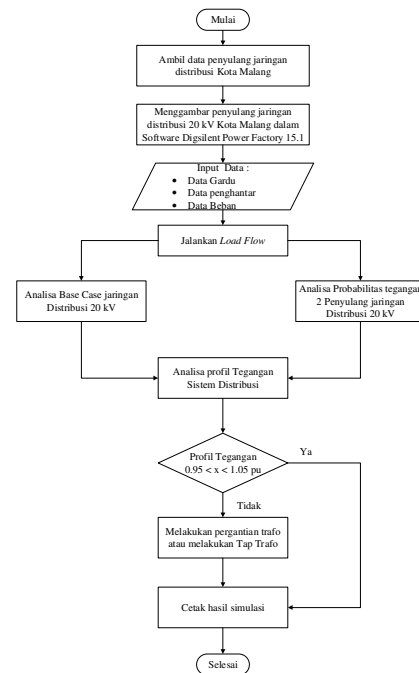 Mulai
Ambil data penyulang jaringan
distribusi Kota Malang
Menggambar penyulang jaringan
distribusi 20 kV Kota Malang dalam
Software Digsilent Power Factory 15.1
Input Data :
• Data Gardu
• Data penghantar
• Data Beban
Jalankan Load Flow
Analisa Base Case jaringan
Distribusi 20 kV
Analisa Probabilitas tegangan
2 Penyulang jaringan
Distribusi 20 kV
Analisa profil Tegangan
Sistem Distribusi
Profil Tegangan
0.95 < x < 1.05 pu
Ya
Tidak
Melakukan pergantian trafo
atau melakukan Tap Trafo
Cetak hasil simulasi
Selesai